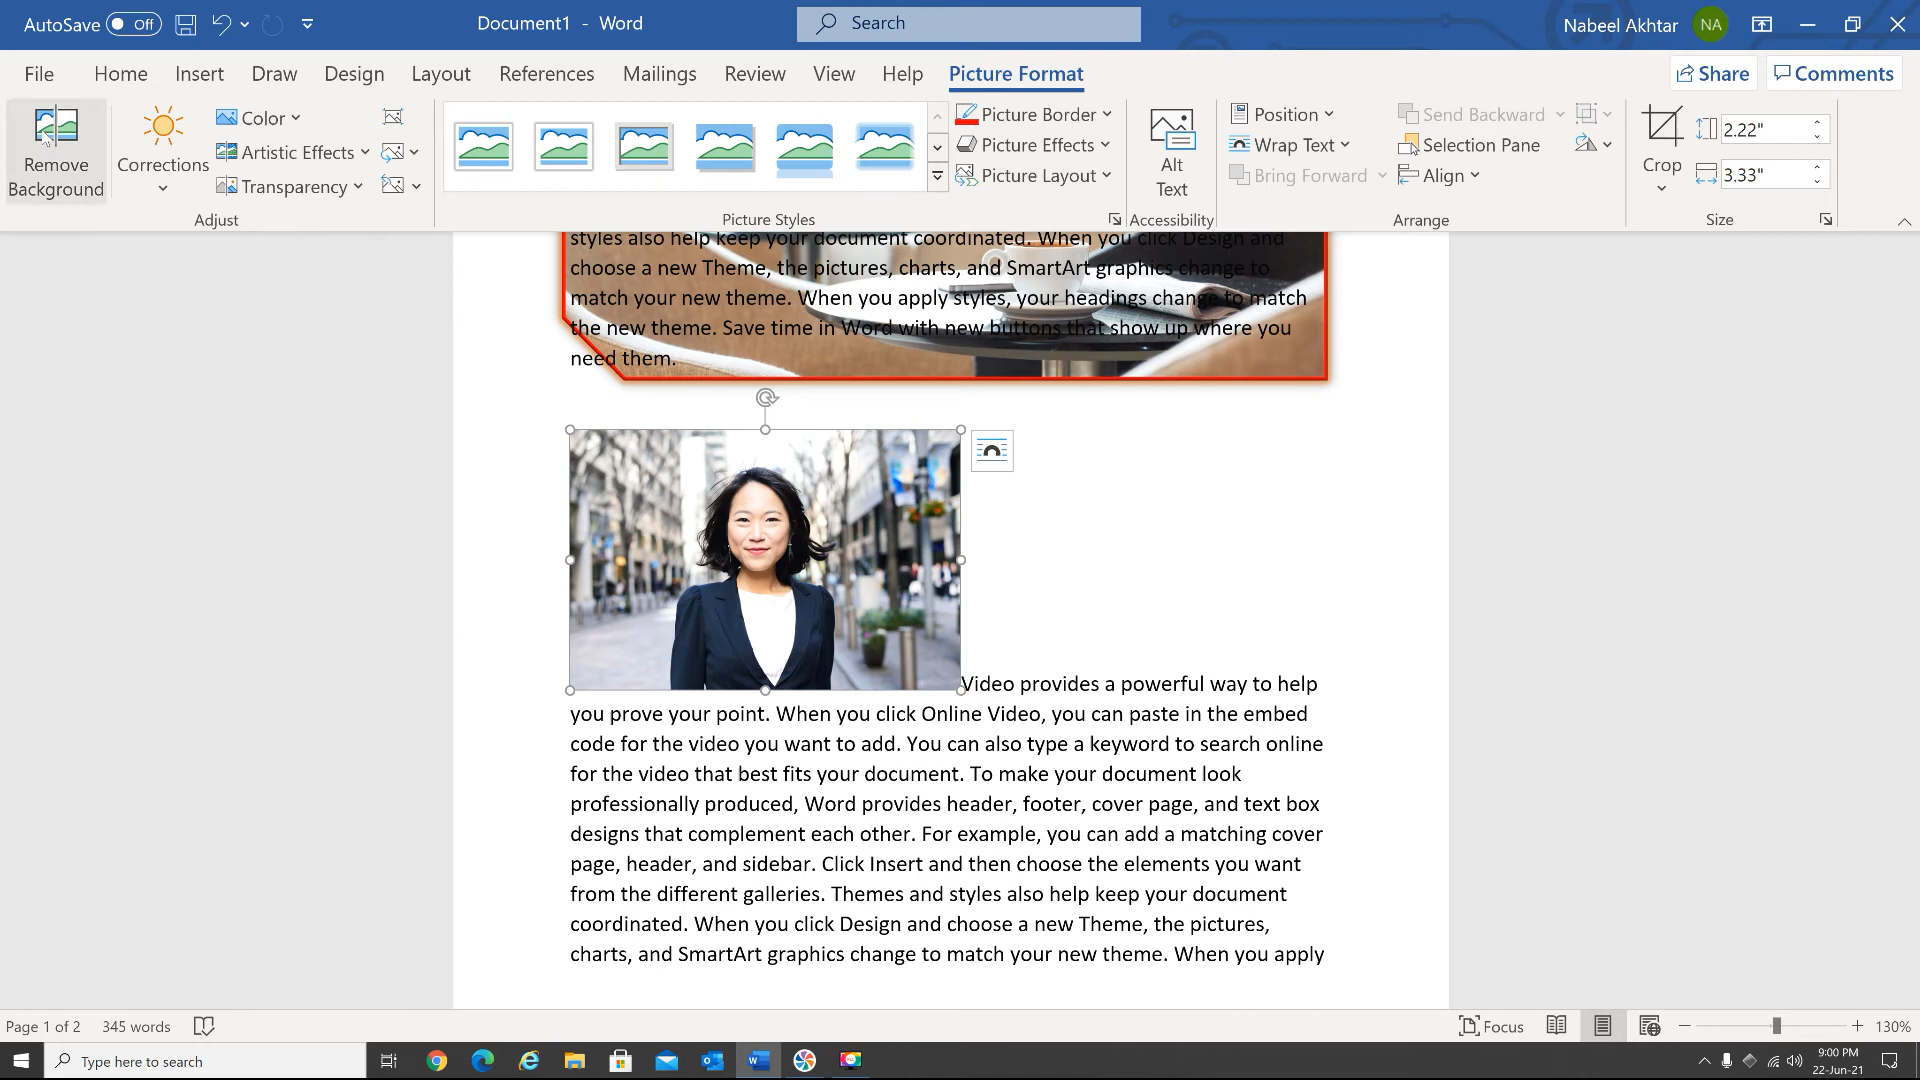 AutoSave Off
Document1 - Word
Search
Nabeel Akhtar NA
File Home Insert Draw Design Layout References Mailings Review View Help Picture Format
Share Comments
Remove Background
Corrections
Color
Artistic Effects
Transparency
Adjust
Picture Border
Picture Effects
Picture Layout
Picture Styles
Alt Text
Accessibility
Position
Wrap Text
Bring Forward
Send Backward
Selection Pane
Align
Arrange
Crop
2.22"
3.33"
Size
styles also help keep your document coordinated. When you click Design and
choose a new Theme, the pictures, charts, and SmartArt graphics change to
match your new theme. When you apply styles, your headings change to match
the new theme. Save time in Word with new buttons that show up where you
need them.
Video provides a powerful way to help
you prove your point. When you click Online Video, you can paste in the embed
code for the video you want to add. You can also type a keyword to search online
for the video that best fits your document. To make your document look
professionally produced, Word provides header, footer, cover page, and text box
designs that complement each other. For example, you can add a matching cover
page, header, and sidebar. Click Insert and then choose the elements you want
from the different galleries. Themes and styles also help keep your document
coordinated. When you click Design and choose a new Theme, the pictures,
charts, and SmartArt graphics change to match your new theme. When you apply
Page 1 of 2 345 words
Focus
130%
Type here to search
9:00 PM
22-Jun-21